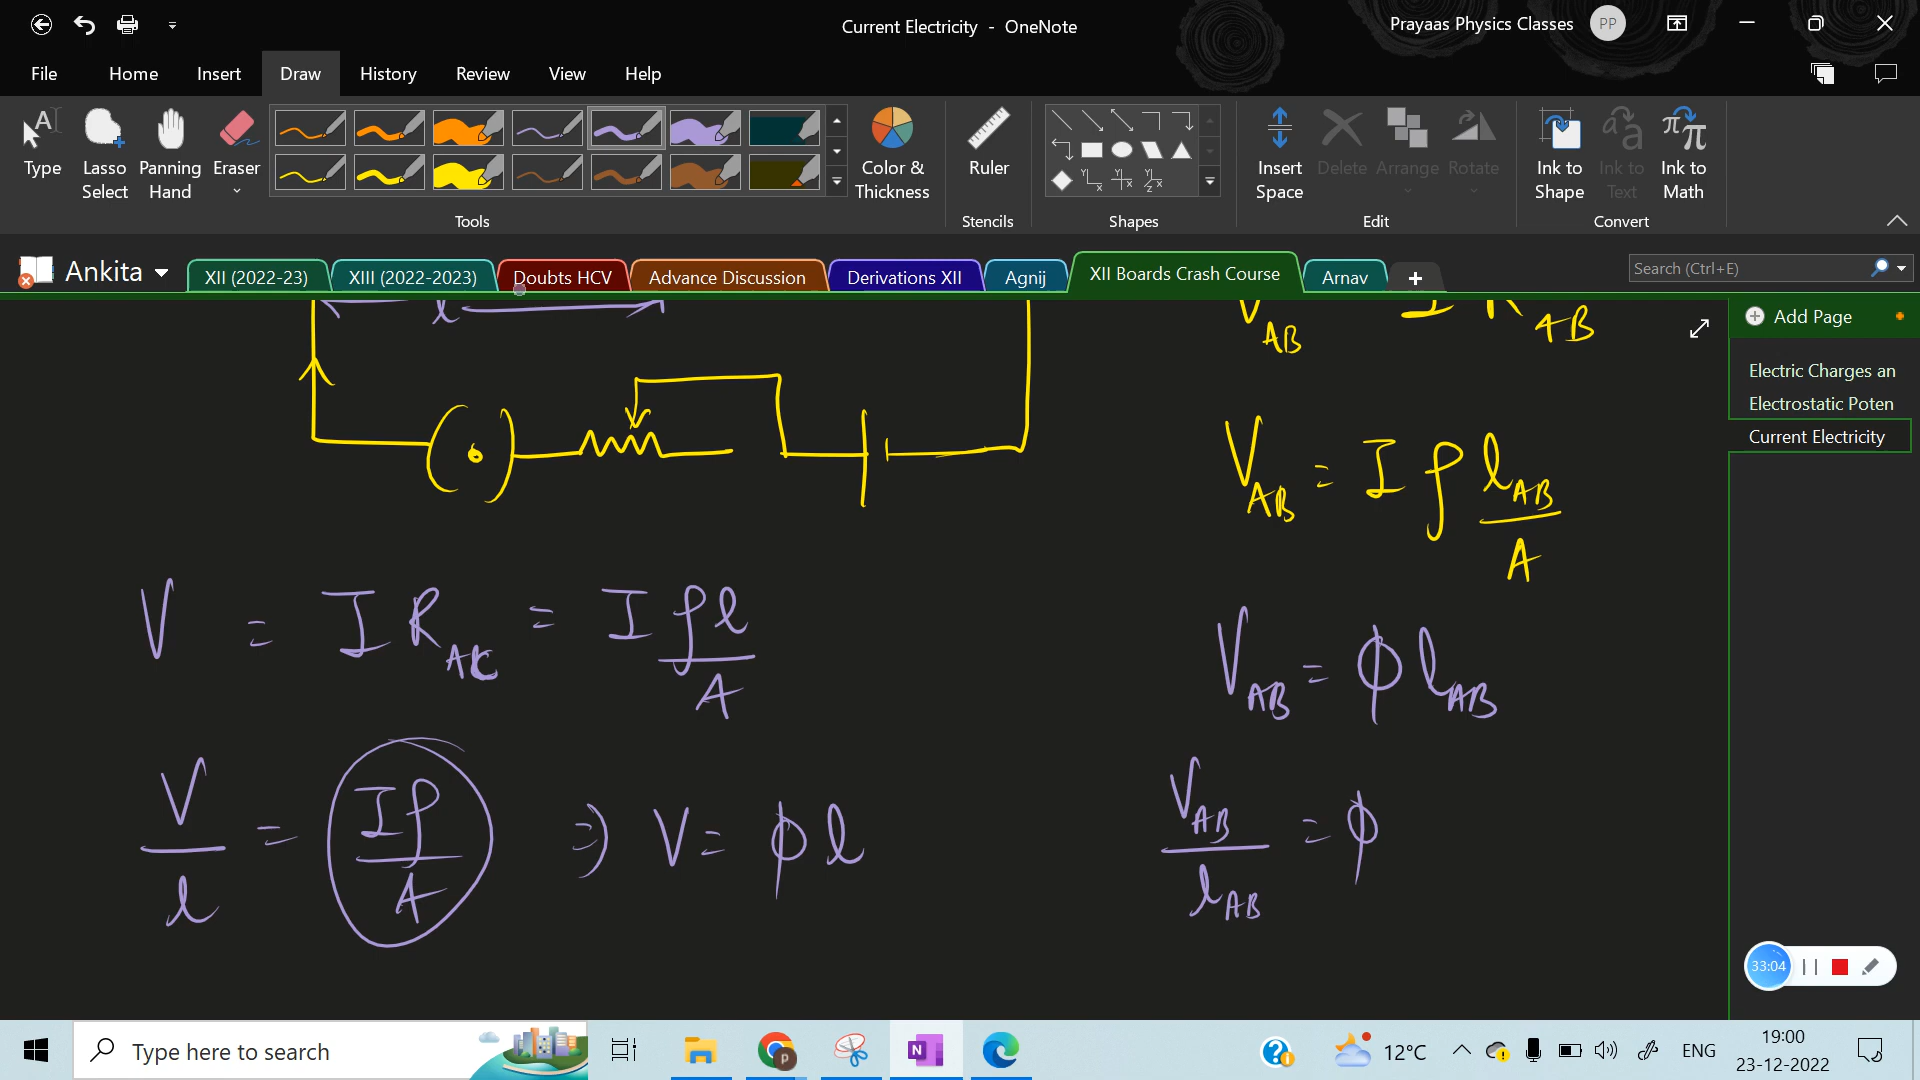 Current Electricity - OneNote
Prayaas Physics Classes PP
File Home Insert Draw History Review View Help
Type
Lasso Select
Panning Hand
Eraser
Color & Thickness
Ruler
Insert Space
Delete
Arrange
Rotate
Ink to Shape
Ink to Text
Ink to Math
Tools Stencils Shapes Edit Convert
Ankita XII (2022-23) XIII (2022-2023) Doubts HCV Advance Discussion Derivations XII Agnij XII Boards Crash Course Arnav +
Search (Ctrl+E)
Add Page
Electric Charges an
Electrostatic Poten
Current Electricity
l
V_AB I R_AB
V_AB = I ρ l_AB / A
V = I R_AC = I ρl / A
V_AB = ϕ l_AB
V / l = Iρ / A ⇒ V = ϕ l
V_AB / l_AB = ϕ
33:04
Type here to search
12°C
ENG
19:00
23-12-2022